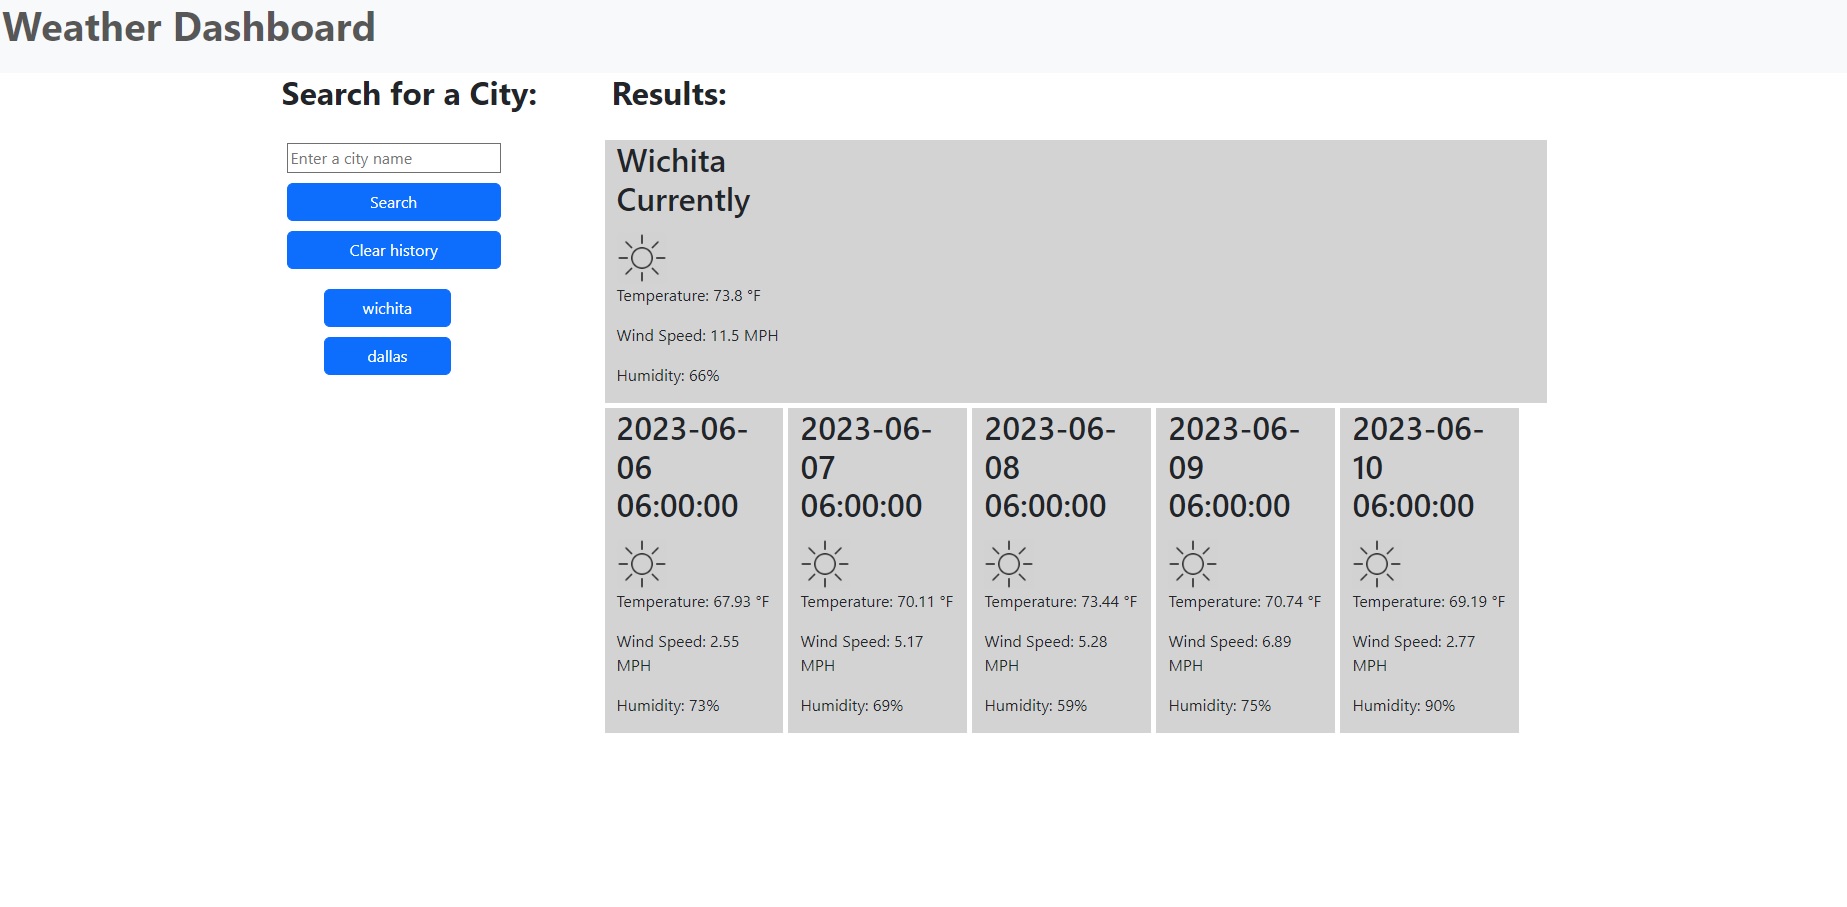 Weather Dashboard
Search for a City:
Enter a city name
Search
Clear history
wichita
dallas
Results:
Wichita
Currently
Temperature: 73.8 °F
Wind Speed: 11.5 MPH
Humidity: 66%
2023-06-
06
06:00:00
Temperature: 67.93 °F
Wind Speed: 2.55
MPH
Humidity: 73%
2023-06-
07
06:00:00
Temperature: 70.11 °F
Wind Speed: 5.17
MPH
Humidity: 69%
2023-06-
08
06:00:00
Temperature: 73.44 °F
Wind Speed: 5.28
MPH
Humidity: 59%
2023-06-
09
06:00:00
Temperature: 70.74 °F
Wind Speed: 6.89
MPH
Humidity: 75%
2023-06-
10
06:00:00
Temperature: 69.19 °F
Wind Speed: 2.77
MPH
Humidity: 90%